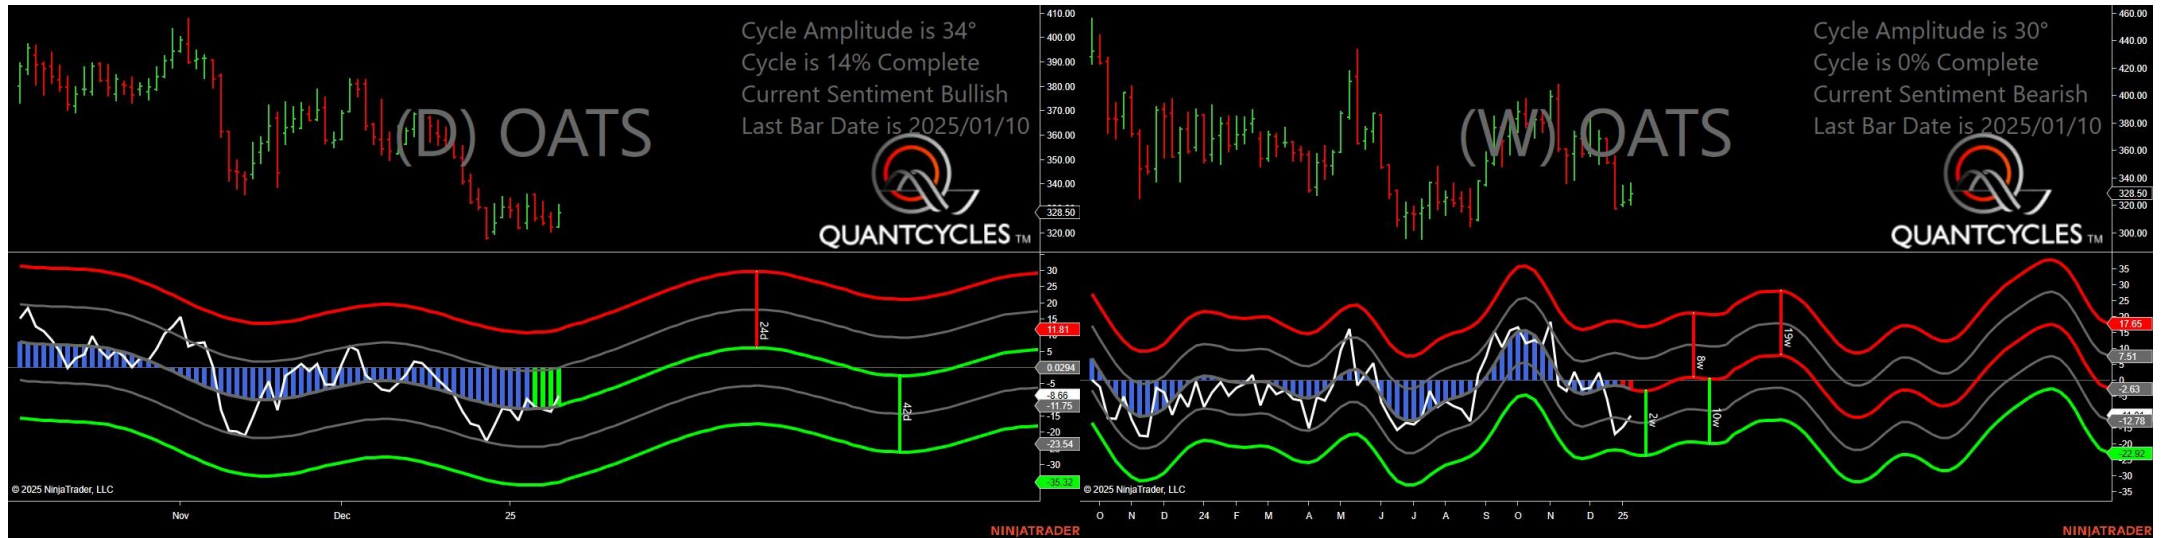 Cycle Amplitude is 34°
Cycle is 14% Complete
Current Sentiment Bullish
Last Bar Date is 2025/01/10
(D) OATS
QUANTCYCLES TM
410.00
400.00
390.00
380.00
370.00
360.00
350.00
340.00
328.50
320.00
30
25
20
15
11.81
5
0.0294
-5
-8.66
-11.75
-15
-20
-23.54
-30
-35.32
24d
42d
© 2025 NinjaTrader, LLC
Nov
Dec
25
NINJATRADER
Cycle Amplitude is 30°
Cycle is 0% Complete
Current Sentiment Bearish
Last Bar Date is 2025/01/10
(W) OATS
QUANTCYCLES TM
460.00
440.00
420.00
400.00
380.00
360.00
340.00
328.50
320.00
300.00
35
30
25
17.65
7.51
-2.63
-12.78
-20
-22.92
-30
-35
2w
8w
10w
19w
© 2025 NinjaTrader, LLC
O N D 24 F M A M J J A S O N D 25
NINJATRADER